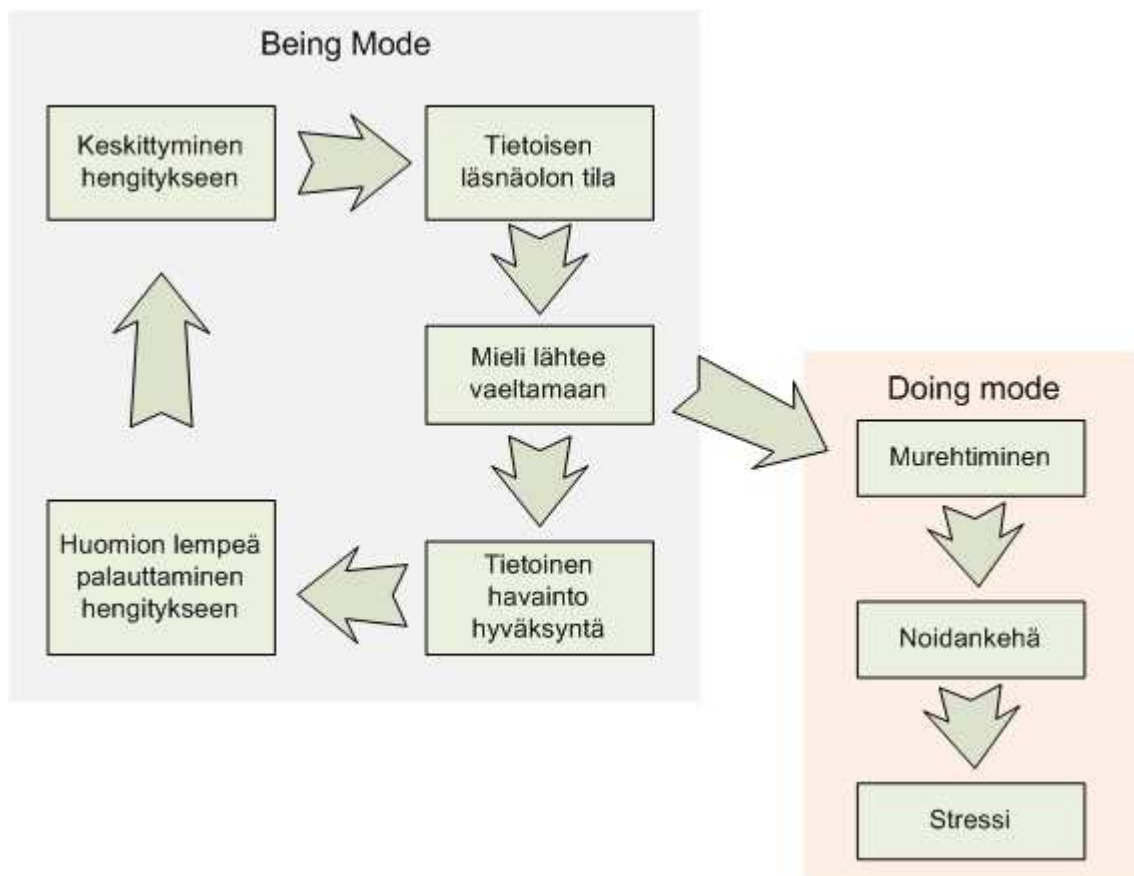 Being Mode
Keskittyminen
hengitykseen
Tietoisen
läsnäolon tila
Mieli lähtee
vaeltamaan
Tietoinen
havainto
hyväksyntä
Huomion lempeä
palauttaminen
hengitykseen
Doing mode
Murehtiminen
Noidankehä
Stressi